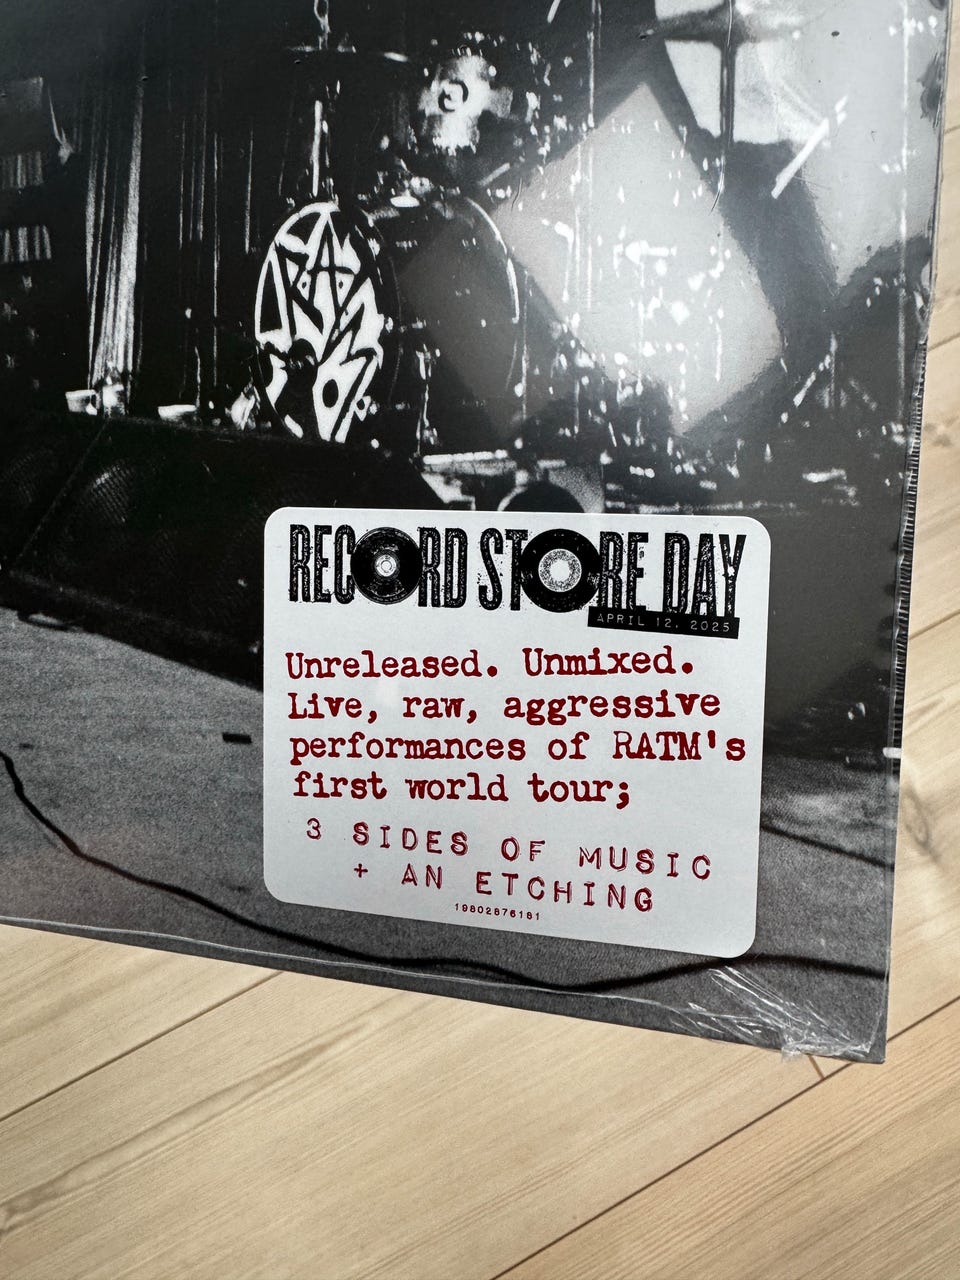 RECORD STORE DAY
APRIL 12, 2025
Unreleased. Unmixed.
Live, raw, aggressive
performances of RATM's
first world tour;
3 SIDES OF MUSIC
+ AN ETCHING
19802876181